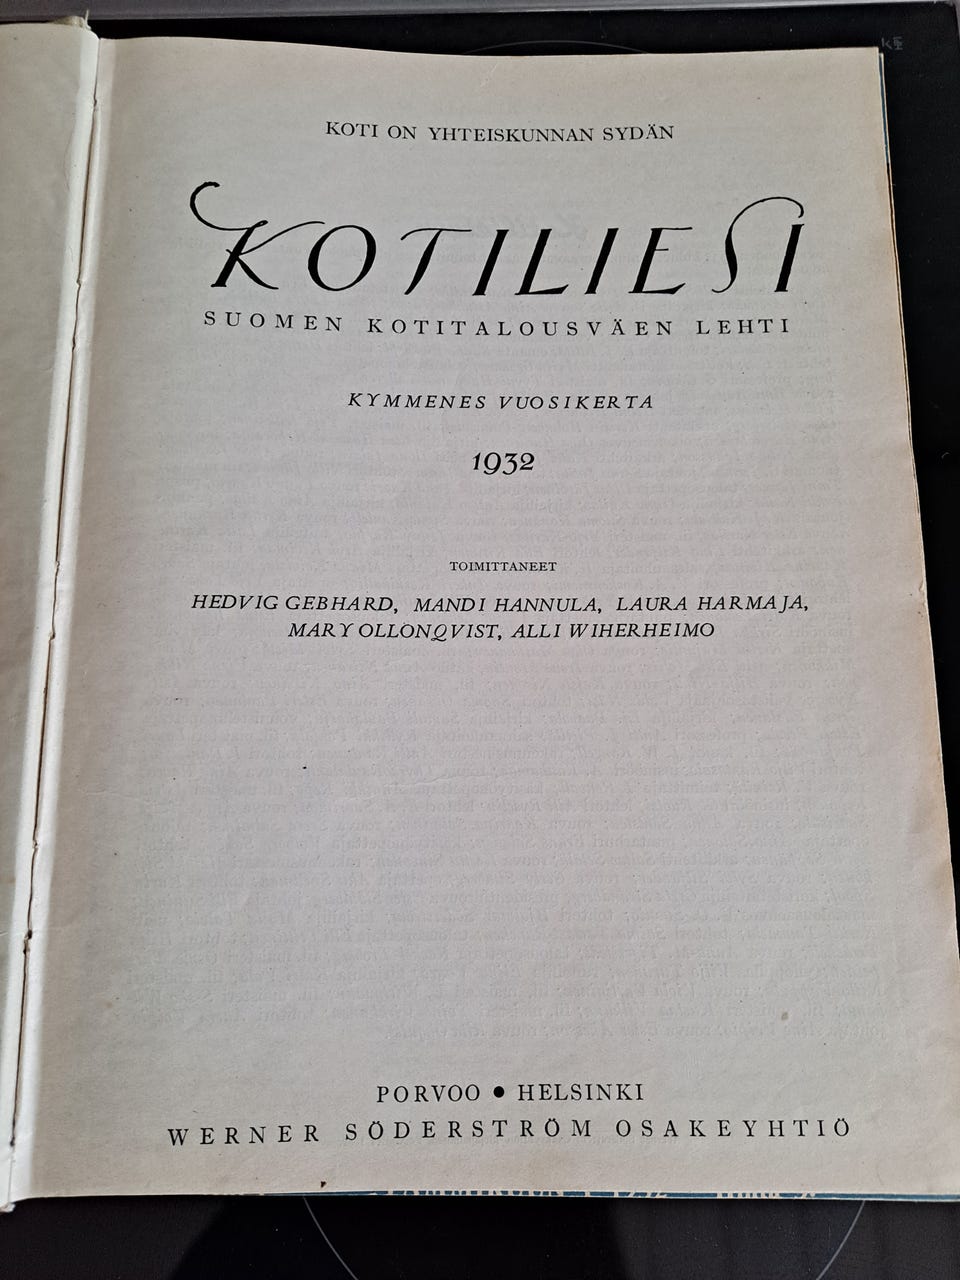 KOTI ON YHTEISKUNNAN SYDÄN
KOTILIESI
SUOMEN KOTITALOUSVÄEN LEHTI
KYMMENES VUOSIKERTA
1932
TOIMITTANEET
HEDVIG GEBHARD, MANDI HANNULA, LAURA HARMAJA,
MARY OLLONQVIST, ALLI WIHERHEIMO
PORVOO • HELSINKI
WERNER SÖDERSTRÖM OSAKEYHTIÖ